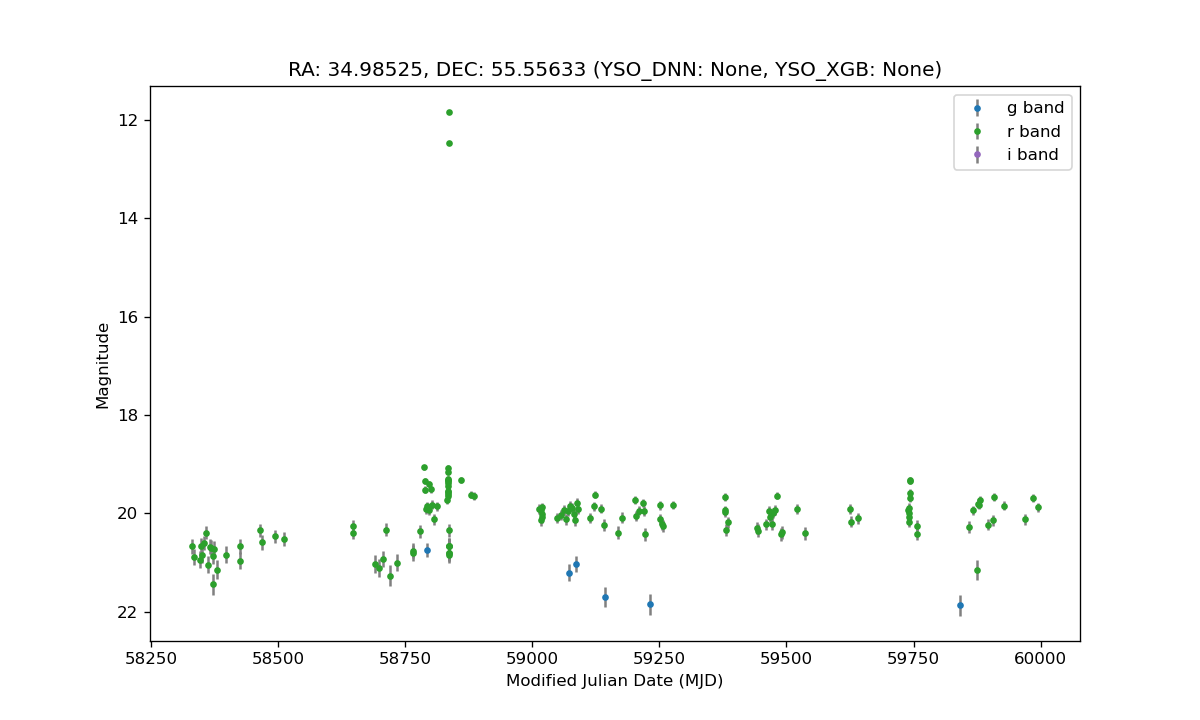 RA: 34.98525, DEC: 55.55633 (YSO_DNN: None, YSO_XGB: None)
g band
r band
i band
12
14
16
18
20
22
Magnitude
58250 58500 58750 59000 59250 59500 59750 60000
Modified Julian Date (MJD)